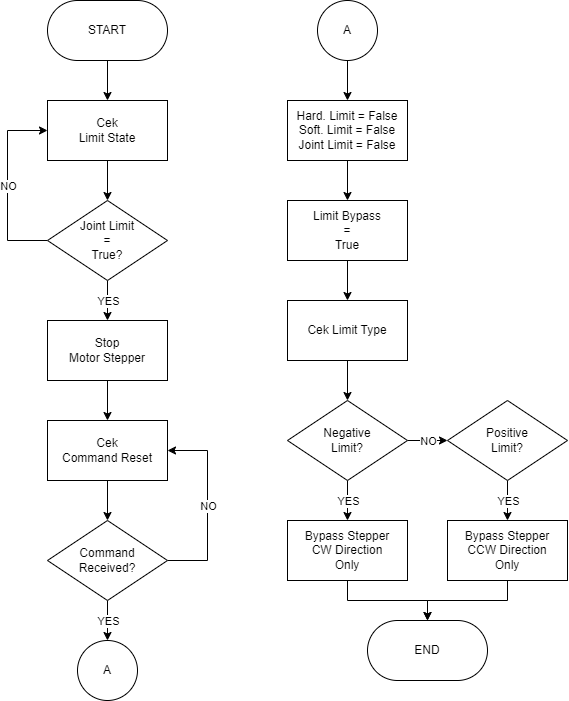 START
Cek
Limit State
NO
Joint Limit
=
True?
YES
Stop
Motor Stepper
Cek
Command Reset
NO
Command
Received?
YES
A
A
Hard. Limit = False
Soft. Limit = False
Joint Limit = False
Limit Bypass
=
True
Cek Limit Type
Negative
Limit?
NO
Positive
Limit?
YES
YES
Bypass Stepper
CW Direction
Only
Bypass Stepper
CCW Direction
Only
END